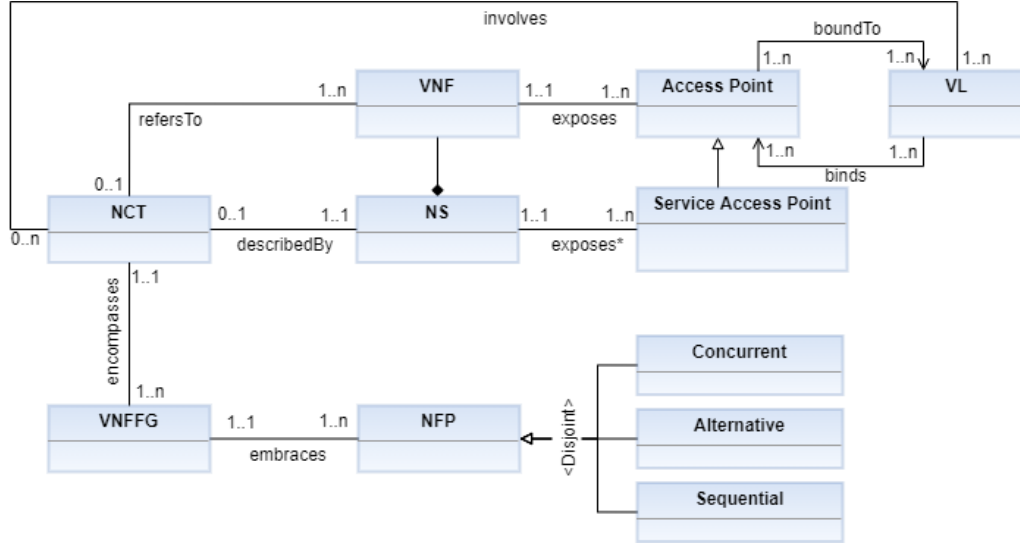 involves
boundTo
1..n
1..n
1..n
VNF
Access Point
VL
1..n
1..1
1..n
exposes
refersTo
1..n
1..n
binds
0..1
NCT
NS
Service Access Point
0..1
1..1
1..1
1..n
0..n
describedBy
exposes*
1..1
encompasses
Concurrent
1..n
VNFFG
NFP
<Disjoint>
Alternative
1..1
1..n
embraces
Sequential